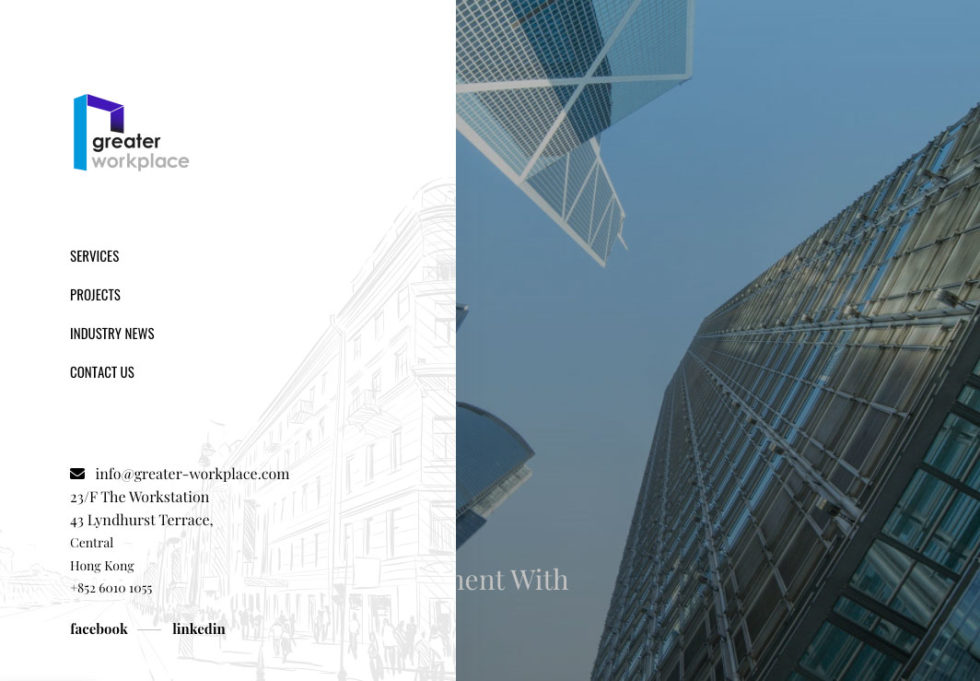 greater
workplace
SERVICES
PROJECTS
INDUSTRY NEWS
CONTACT US
info@greater-workplace.com
23/F The Workstation
43 Lyndhurst Terrace,
Central
Hong Kong
+852 6010 1055
facebook
linkedin
With